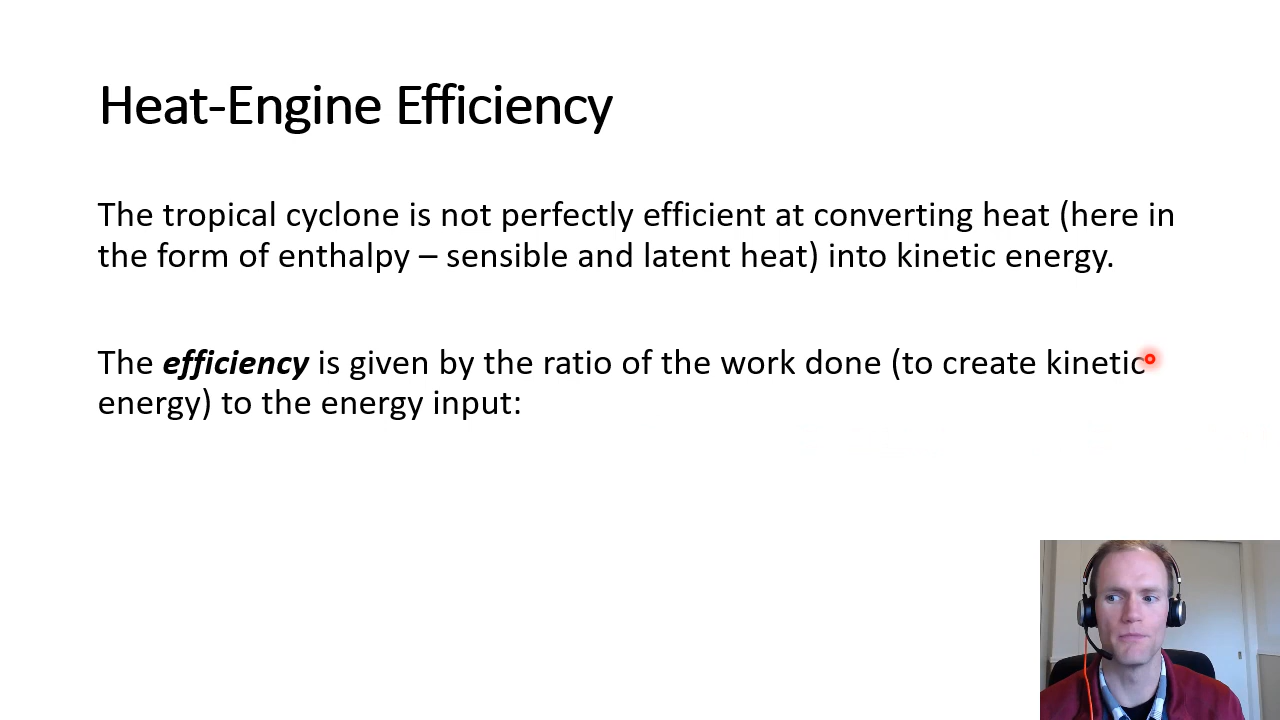 Heat-Engine Efficiency
The tropical cyclone is not perfectly efficient at converting heat (here in
the form of enthalpy – sensible and latent heat) into kinetic energy.
The efficiency is given by the ratio of the work done (to create kinetic
energy) to the energy input: